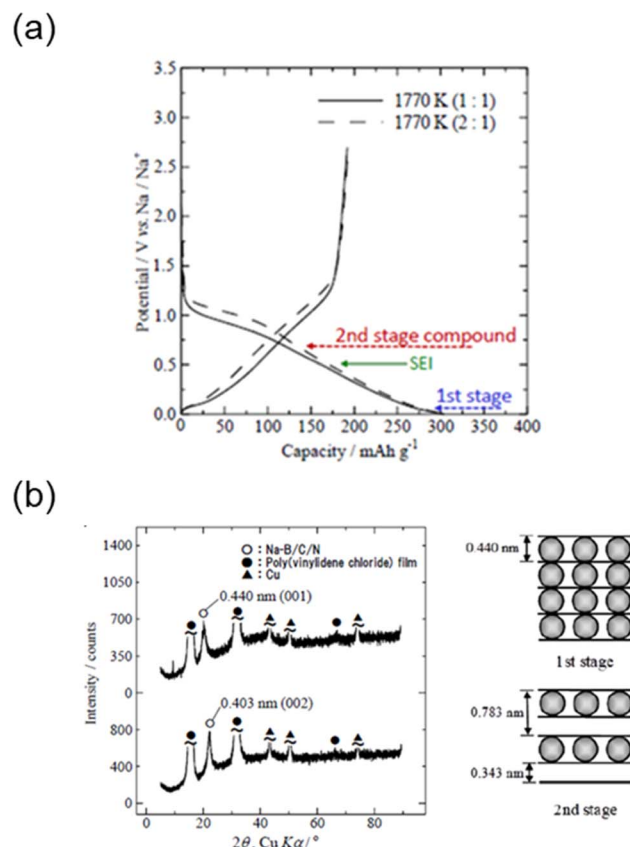 (a)
Potential / V vs. Na / Na⁺
3.5
3.0
2.5
2.0
1.5
1.0
0.5
0.0
1770 K (1 : 1)
1770 K (2 : 1)
2nd stage compound
SEI
1st stage
0 50 100 150 200 250 300 350 400
Capacity / mAh g⁻¹
(b)
Intensity / counts
1400
1050
700
350
0
800
400
0
○ : Na-B/C/N
● : Poly(vinylidene chloride) film
▲ : Cu
0.440 nm (001)
0.403 nm (002)
0 20 40 60 80
2θ, Cu Kα / °
0.440 nm
1st stage
0.783 nm
0.343 nm
2nd stage